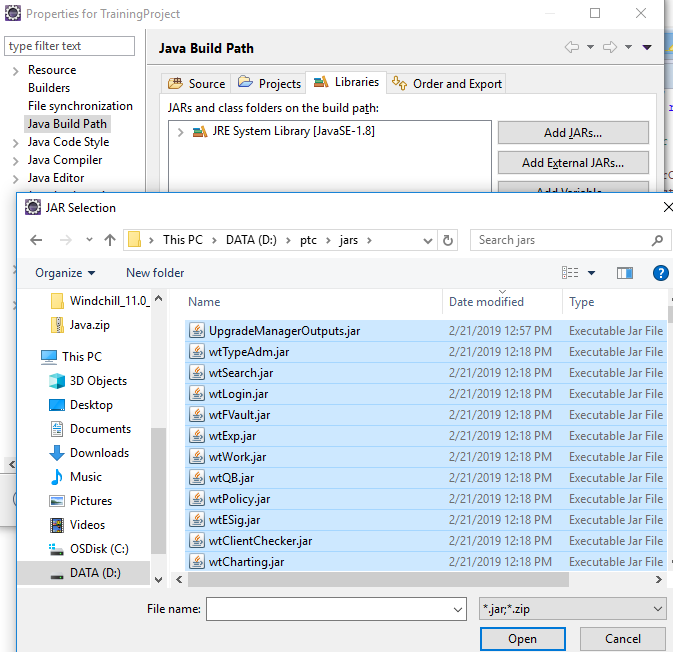 Properties for TrainingProject
type filter text
Java Build Path
Resource
Builders
File synchronization
Java Build Path
Java Code Style
Java Compiler
Java Editor
Source Projects Libraries Order and Export
JARs and class folders on the build path:
JRE System Library [JavaSE-1.8]
Add JARs...
Add External JARs...
JAR Selection
This PC > DATA (D:) > ptc > jars >
Search jars
Organize
New folder
Windchill_11.0_
Java.zip
This PC
3D Objects
Desktop
Documents
Downloads
Music
Pictures
Videos
OSDisk (C:)
DATA (D:)
Name Date modified Type
UpgradeManagerOutputs.jar 2/21/2019 12:57 PM Executable Jar File
wtTypeAdm.jar 2/21/2019 12:18 PM Executable Jar File
wtSearch.jar 2/21/2019 12:18 PM Executable Jar File
wtLogin.jar 2/21/2019 12:18 PM Executable Jar File
wtFVault.jar 2/21/2019 12:18 PM Executable Jar File
wtExp.jar 2/21/2019 12:18 PM Executable Jar File
wtWork.jar 2/21/2019 12:18 PM Executable Jar File
wtQB.jar 2/21/2019 12:18 PM Executable Jar File
wtPolicy.jar 2/21/2019 12:18 PM Executable Jar File
wtESig.jar 2/21/2019 12:18 PM Executable Jar File
wtClientChecker.jar 2/21/2019 12:18 PM Executable Jar File
wtCharting.jar 2/21/2019 12:18 PM Executable Jar File
File name:
*.jar;*.zip
Open
Cancel